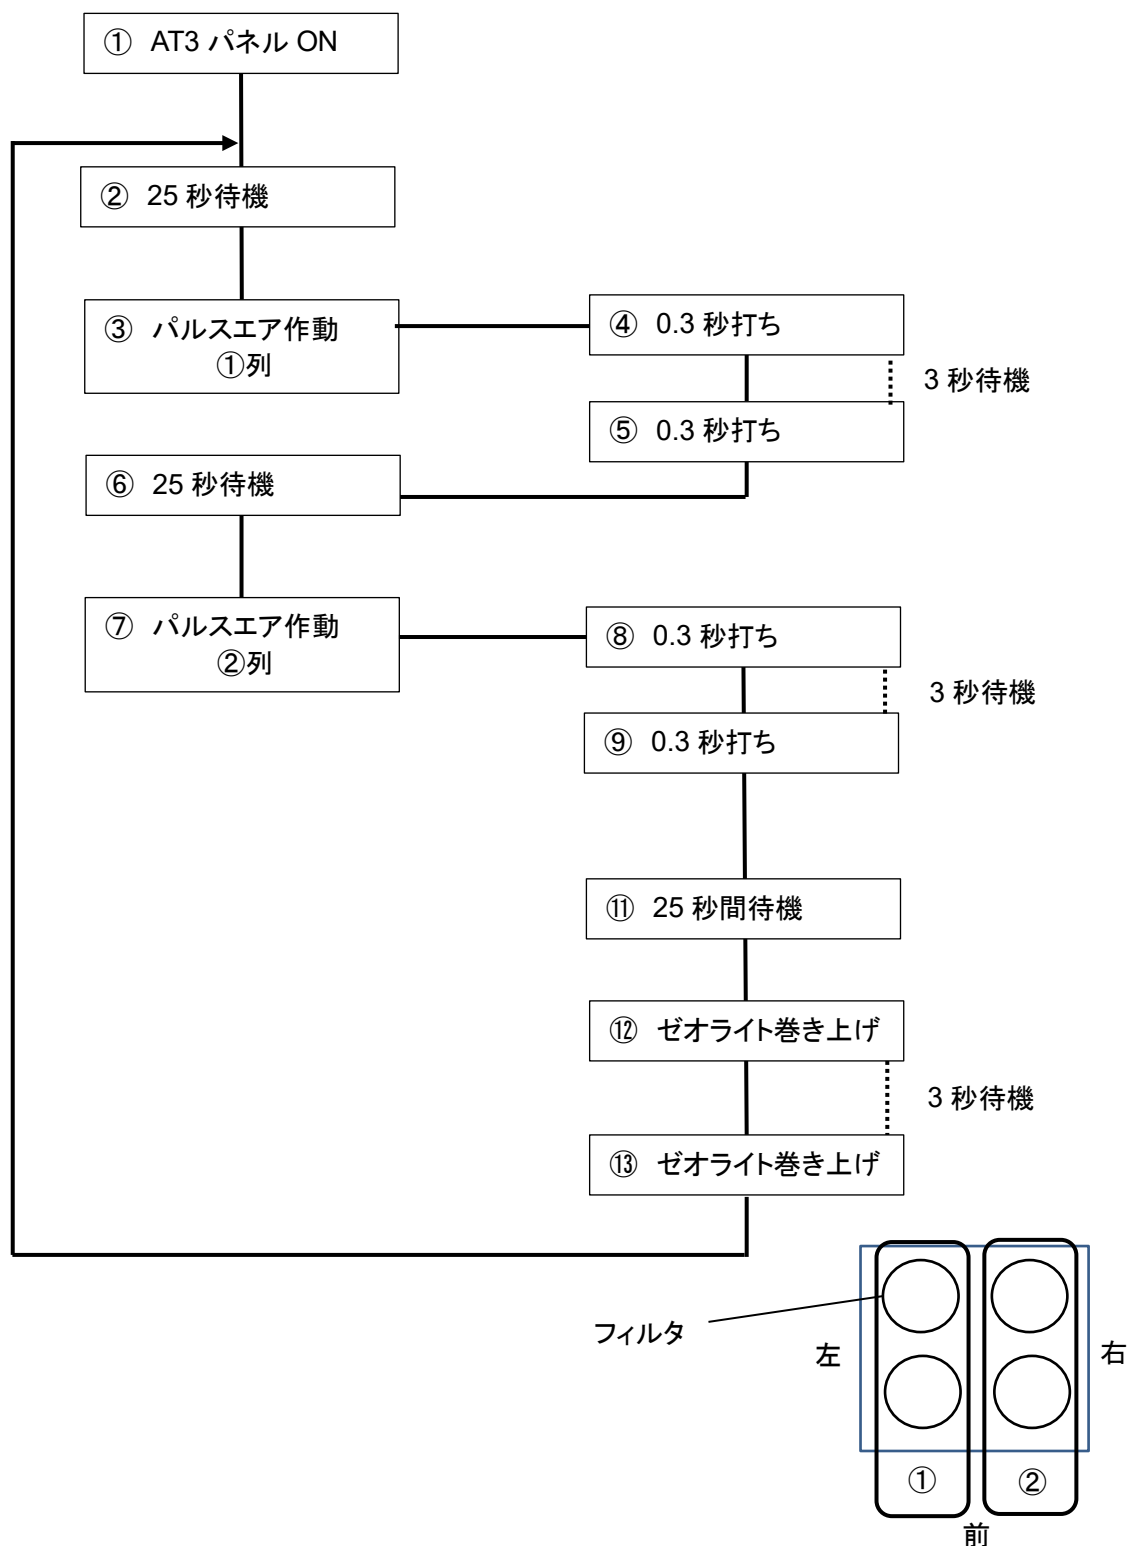 ① AT3 パネル ON
② 25 秒待機
③ パルスエア作動
①列
④ 0.3 秒打ち
3 秒待機
⑤ 0.3 秒打ち
⑥ 25 秒待機
⑦ パルスエア作動
②列
⑧ 0.3 秒打ち
3 秒待機
⑨ 0.3 秒打ち
⑪ 25 秒間待機
⑫ ゼオライト巻き上げ
3 秒待機
⑬ ゼオライト巻き上げ
フィルタ
左
右
①
②
前